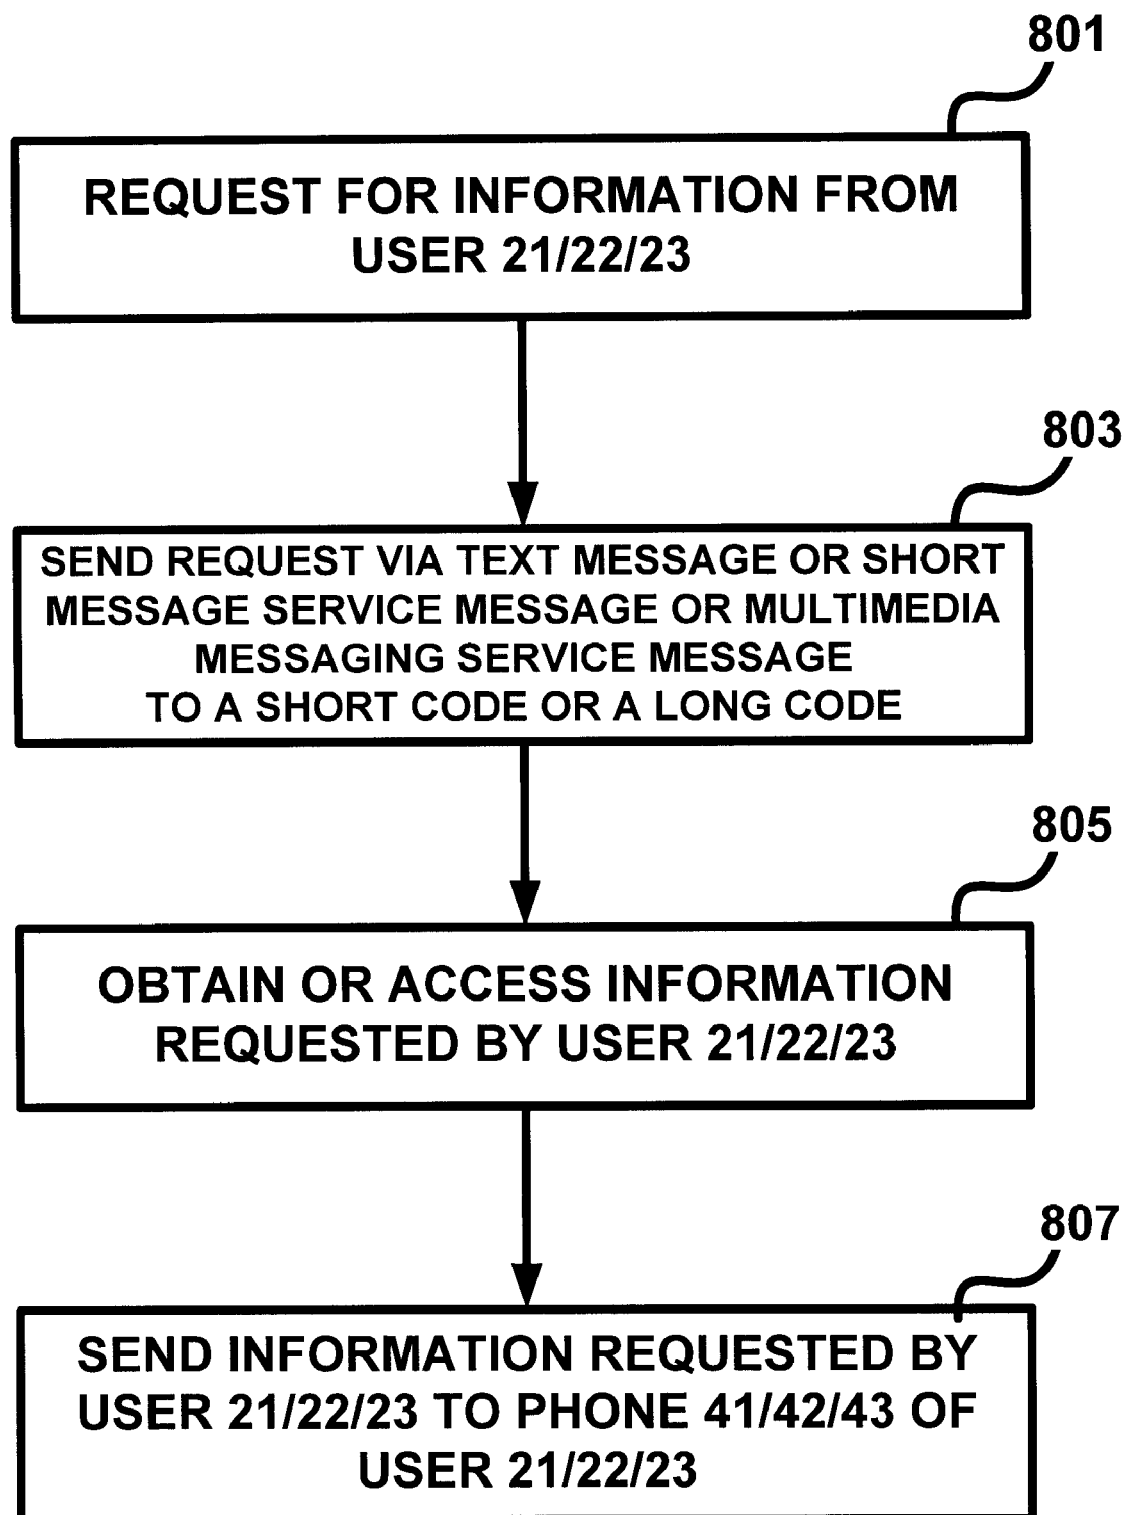 801
REQUEST FOR INFORMATION FROM
USER 21/22/23
803
SEND REQUEST VIA TEXT MESSAGE OR SHORT
MESSAGE SERVICE MESSAGE OR MULTIMEDIA
MESSAGING SERVICE MESSAGE
TO A SHORT CODE OR A LONG CODE
805
OBTAIN OR ACCESS INFORMATION
REQUESTED BY USER 21/22/23
807
SEND INFORMATION REQUESTED BY
USER 21/22/23 TO PHONE 41/42/43 OF
USER 21/22/23